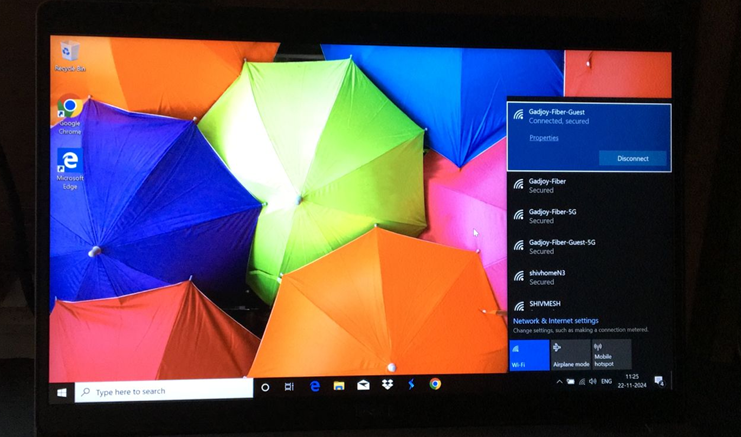 Recycle Bin
Google
Chrome
Microsoft
Edge
Gadjoy-Fiber-Guest
Connected, secured
Properties
Disconnect
Gadjoy-Fiber
Secured
Gadjoy-Fiber-5G
Secured
Gadjoy-Fiber-Guest-5G
Secured
shivhomeN3
Secured
SHIVMESH
Network & Internet settings
Change settings, such as making a connection metered.
Wi-Fi
Airplane mode
Mobile
hotspot
Type here to search
ENG
11:25
22-11-2024